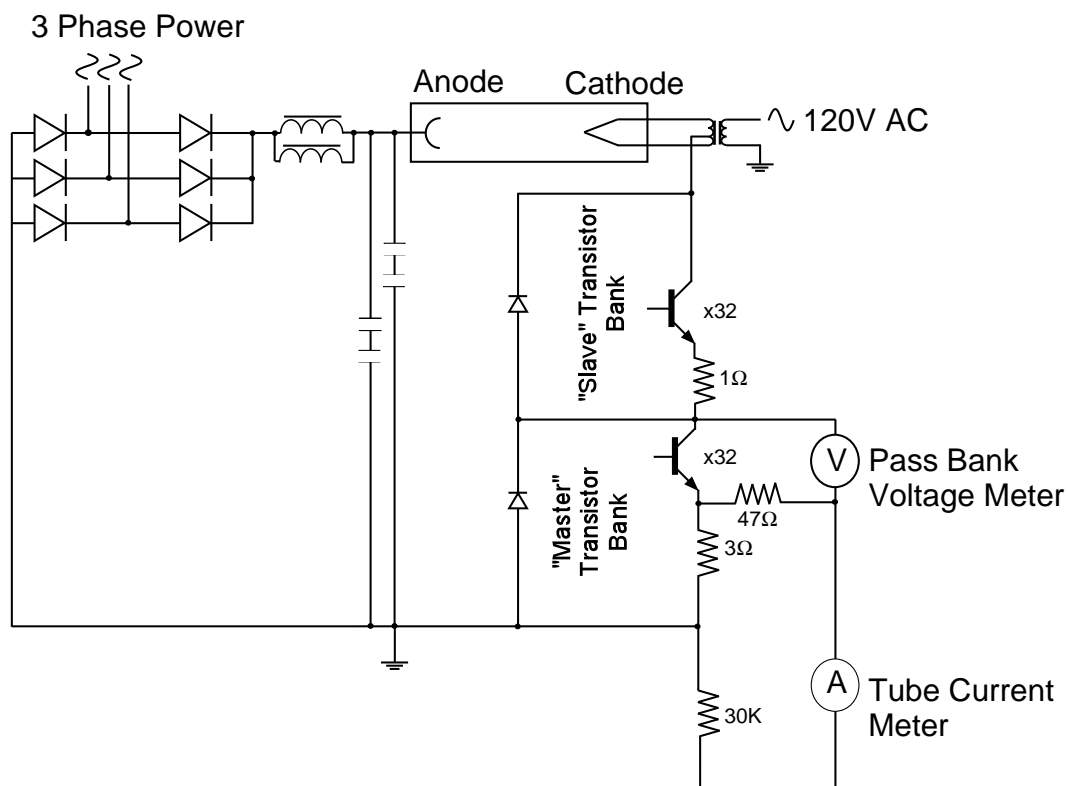 3 Phase Power
Anode
Cathode
120V AC
"Slave" Transistor
Bank
x32
1Ω
"Master"
Transistor
Bank
x32
V
Pass Bank
Voltage Meter
47Ω
3Ω
30K
A
Tube Current
Meter